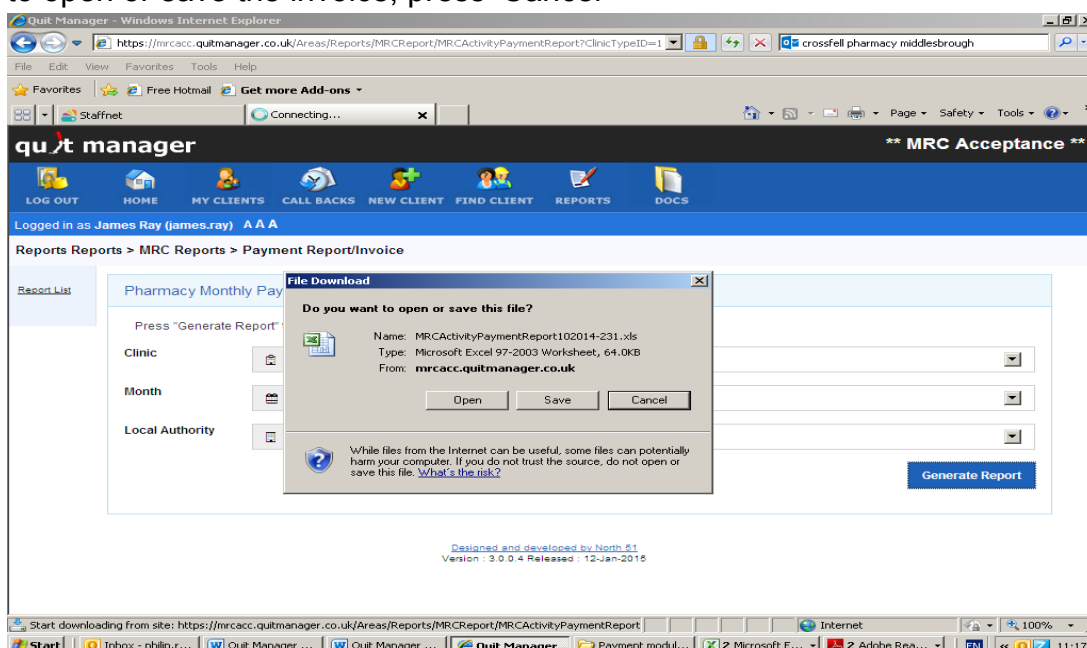 to open or save the invoice, press 'Cancel'
Quit Manager - Windows Internet Explorer
https://mrcacc.quitmanager.co.uk/Areas/Reports/MRCReport/MRCActivityPaymentReport?ClinicTypeID=1
crossfell pharmacy middlesbrough
File Edit View Favorites Tools Help
Favorites Free Hotmail Get more Add-ons
Staffnet Connecting... Page Safety Tools
quit manager ** MRC Acceptance **
LOG OUT HOME MY CLIENTS CALL BACKS NEW CLIENT FIND CLIENT REPORTS DOCS
Logged in as James Ray (james.ray) A A A
Reports Reports > MRC Reports > Payment Report/Invoice
Report List
Pharmacy Monthly Pay
Press "Generate Report"
Clinic
Month
Local Authority
Generate Report
File Download
Do you want to open or save this file?
Name: MRCActivityPaymentReport102014-231.xls
Type: Microsoft Excel 97-2003 Worksheet, 64.0KB
From: mrcacc.quitmanager.co.uk
Open Save Cancel
While files from the Internet can be useful, some files can potentially
harm your computer. If you do not trust the source, do not open or
save this file. What's the risk?
Designed and developed by North 51
Version : 3.0.0.4 Released : 12-Jan-2015
Start downloading from site: https://mrcacc.quitmanager.co.uk/Areas/Reports/MRCReport/MRCActivityPaymentReport Internet 100%
Start Inbox - philip.r... Quit Manager ... Quit Manager ... Quit Manager ... Payment modul... 2 Microsoft E... 2 Adobe Rea... EN 11:17